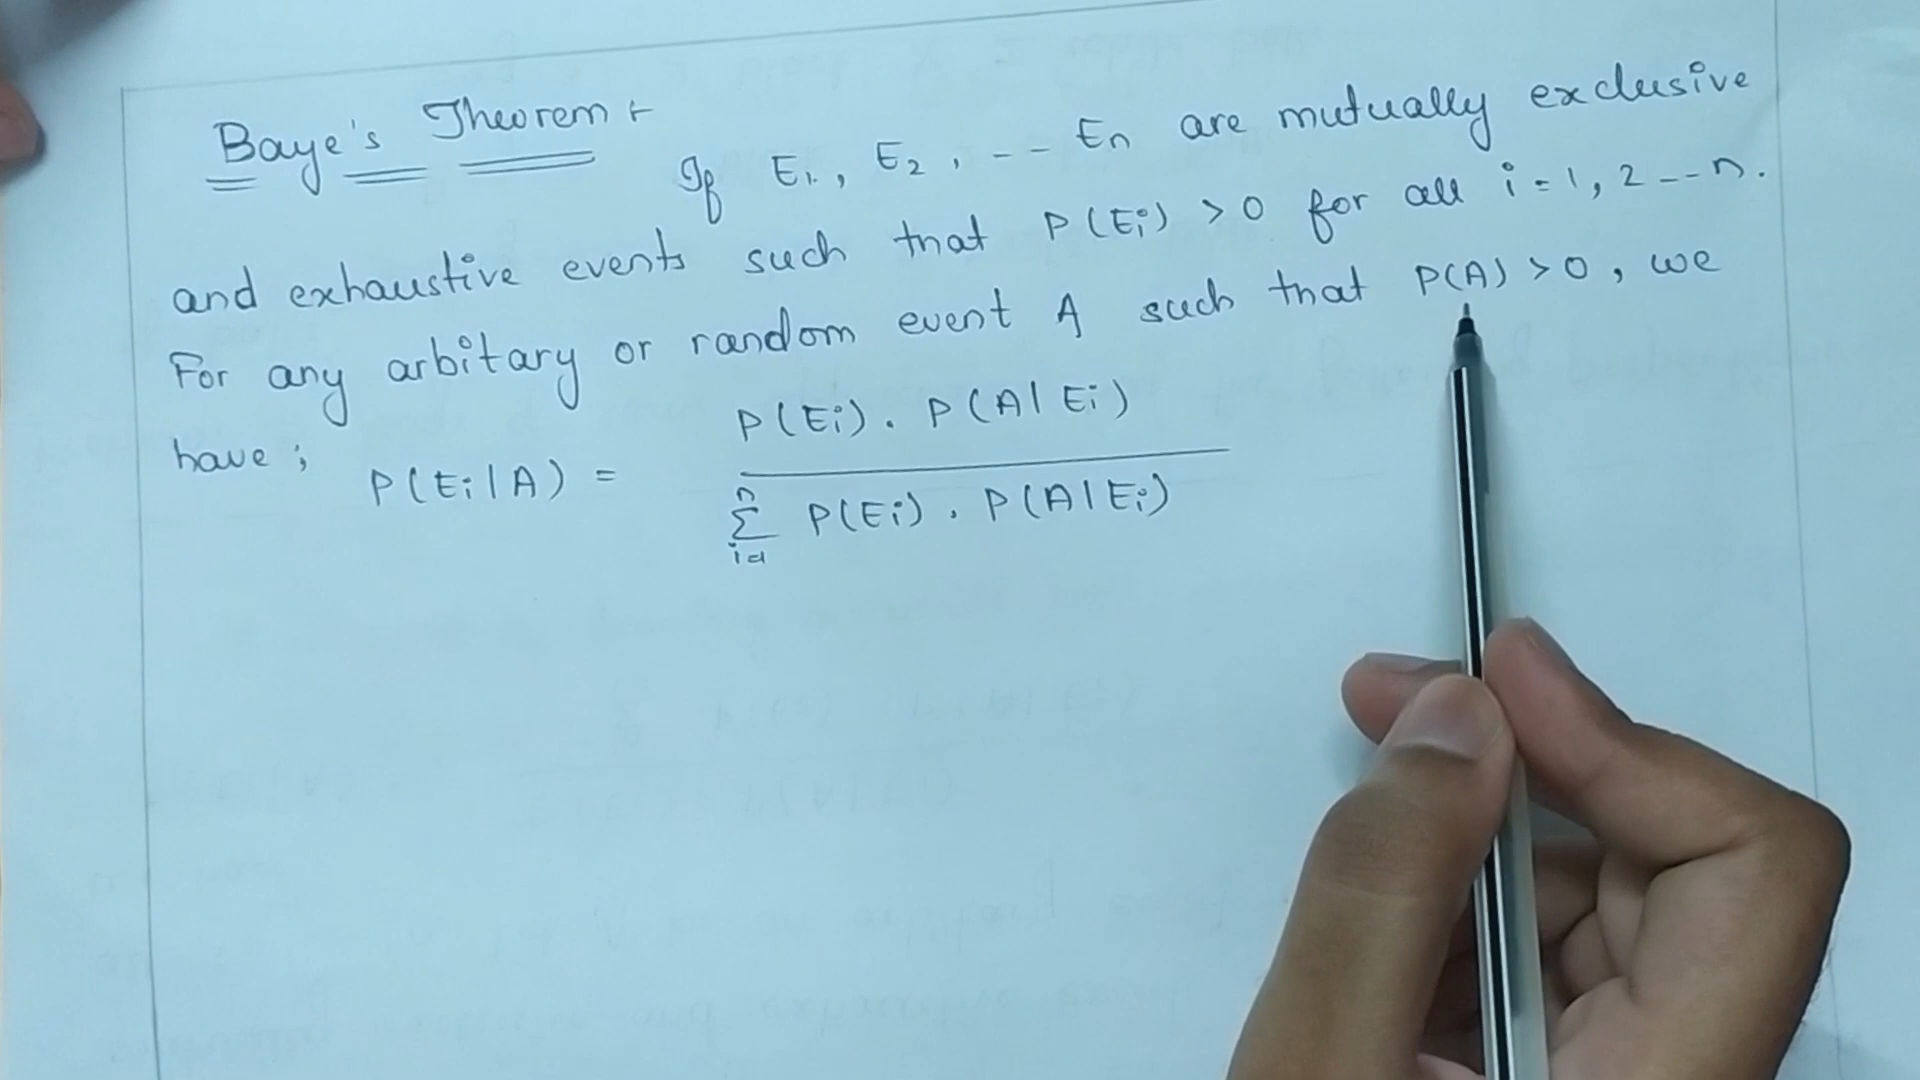 Baye's Theorem :-
If E1, E2, -- En are mutually exclusive
and exhaustive events such that P(Ei) > 0 for all i = 1, 2 -- n.
For any arbitary or random event A such that P(A) > 0, we
have; P(Ei | A) = P(Ei) . P(A | Ei)
n
Σ P(Ei) . P(A | Ei)
i=1